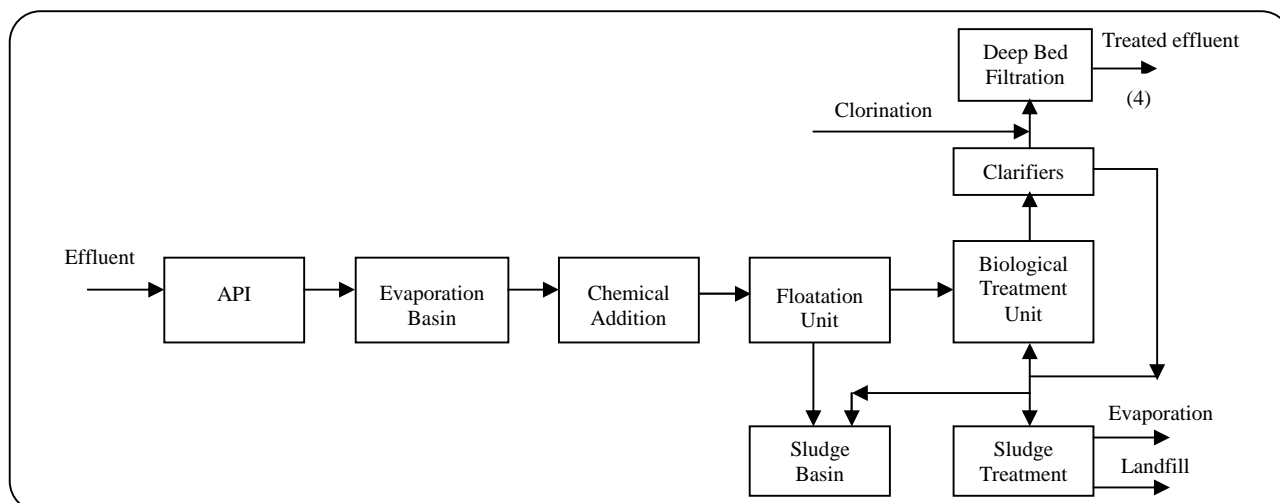 Deep Bed
Filtration
Treated effluent
(4)
Clorination
Clarifiers
Effluent
API
Evaporation
Basin
Chemical
Addition
Floatation
Unit
Biological
Treatment
Unit
Sludge
Basin
Sludge
Treatment
Evaporation
Landfill